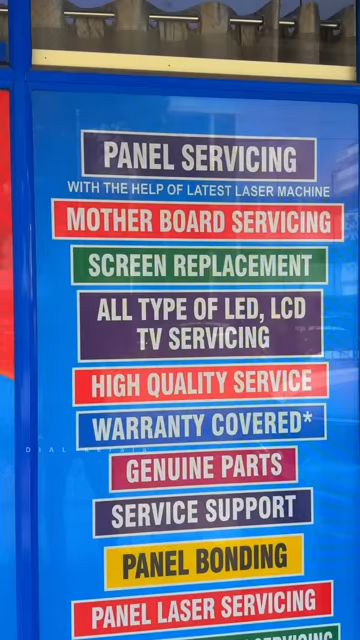 PANEL SERVICING
WITH THE HELP OF LATEST LASER MACHINE
MOTHER BOARD SERVICING
SCREEN REPLACEMENT
ALL TYPE OF LED, LCD
TV SERVICING
HIGH QUALITY SERVICE
WARRANTY COVERED*
GENUINE PARTS
SERVICE SUPPORT
PANEL BONDING
PANEL LASER SERVICING
SERVICING